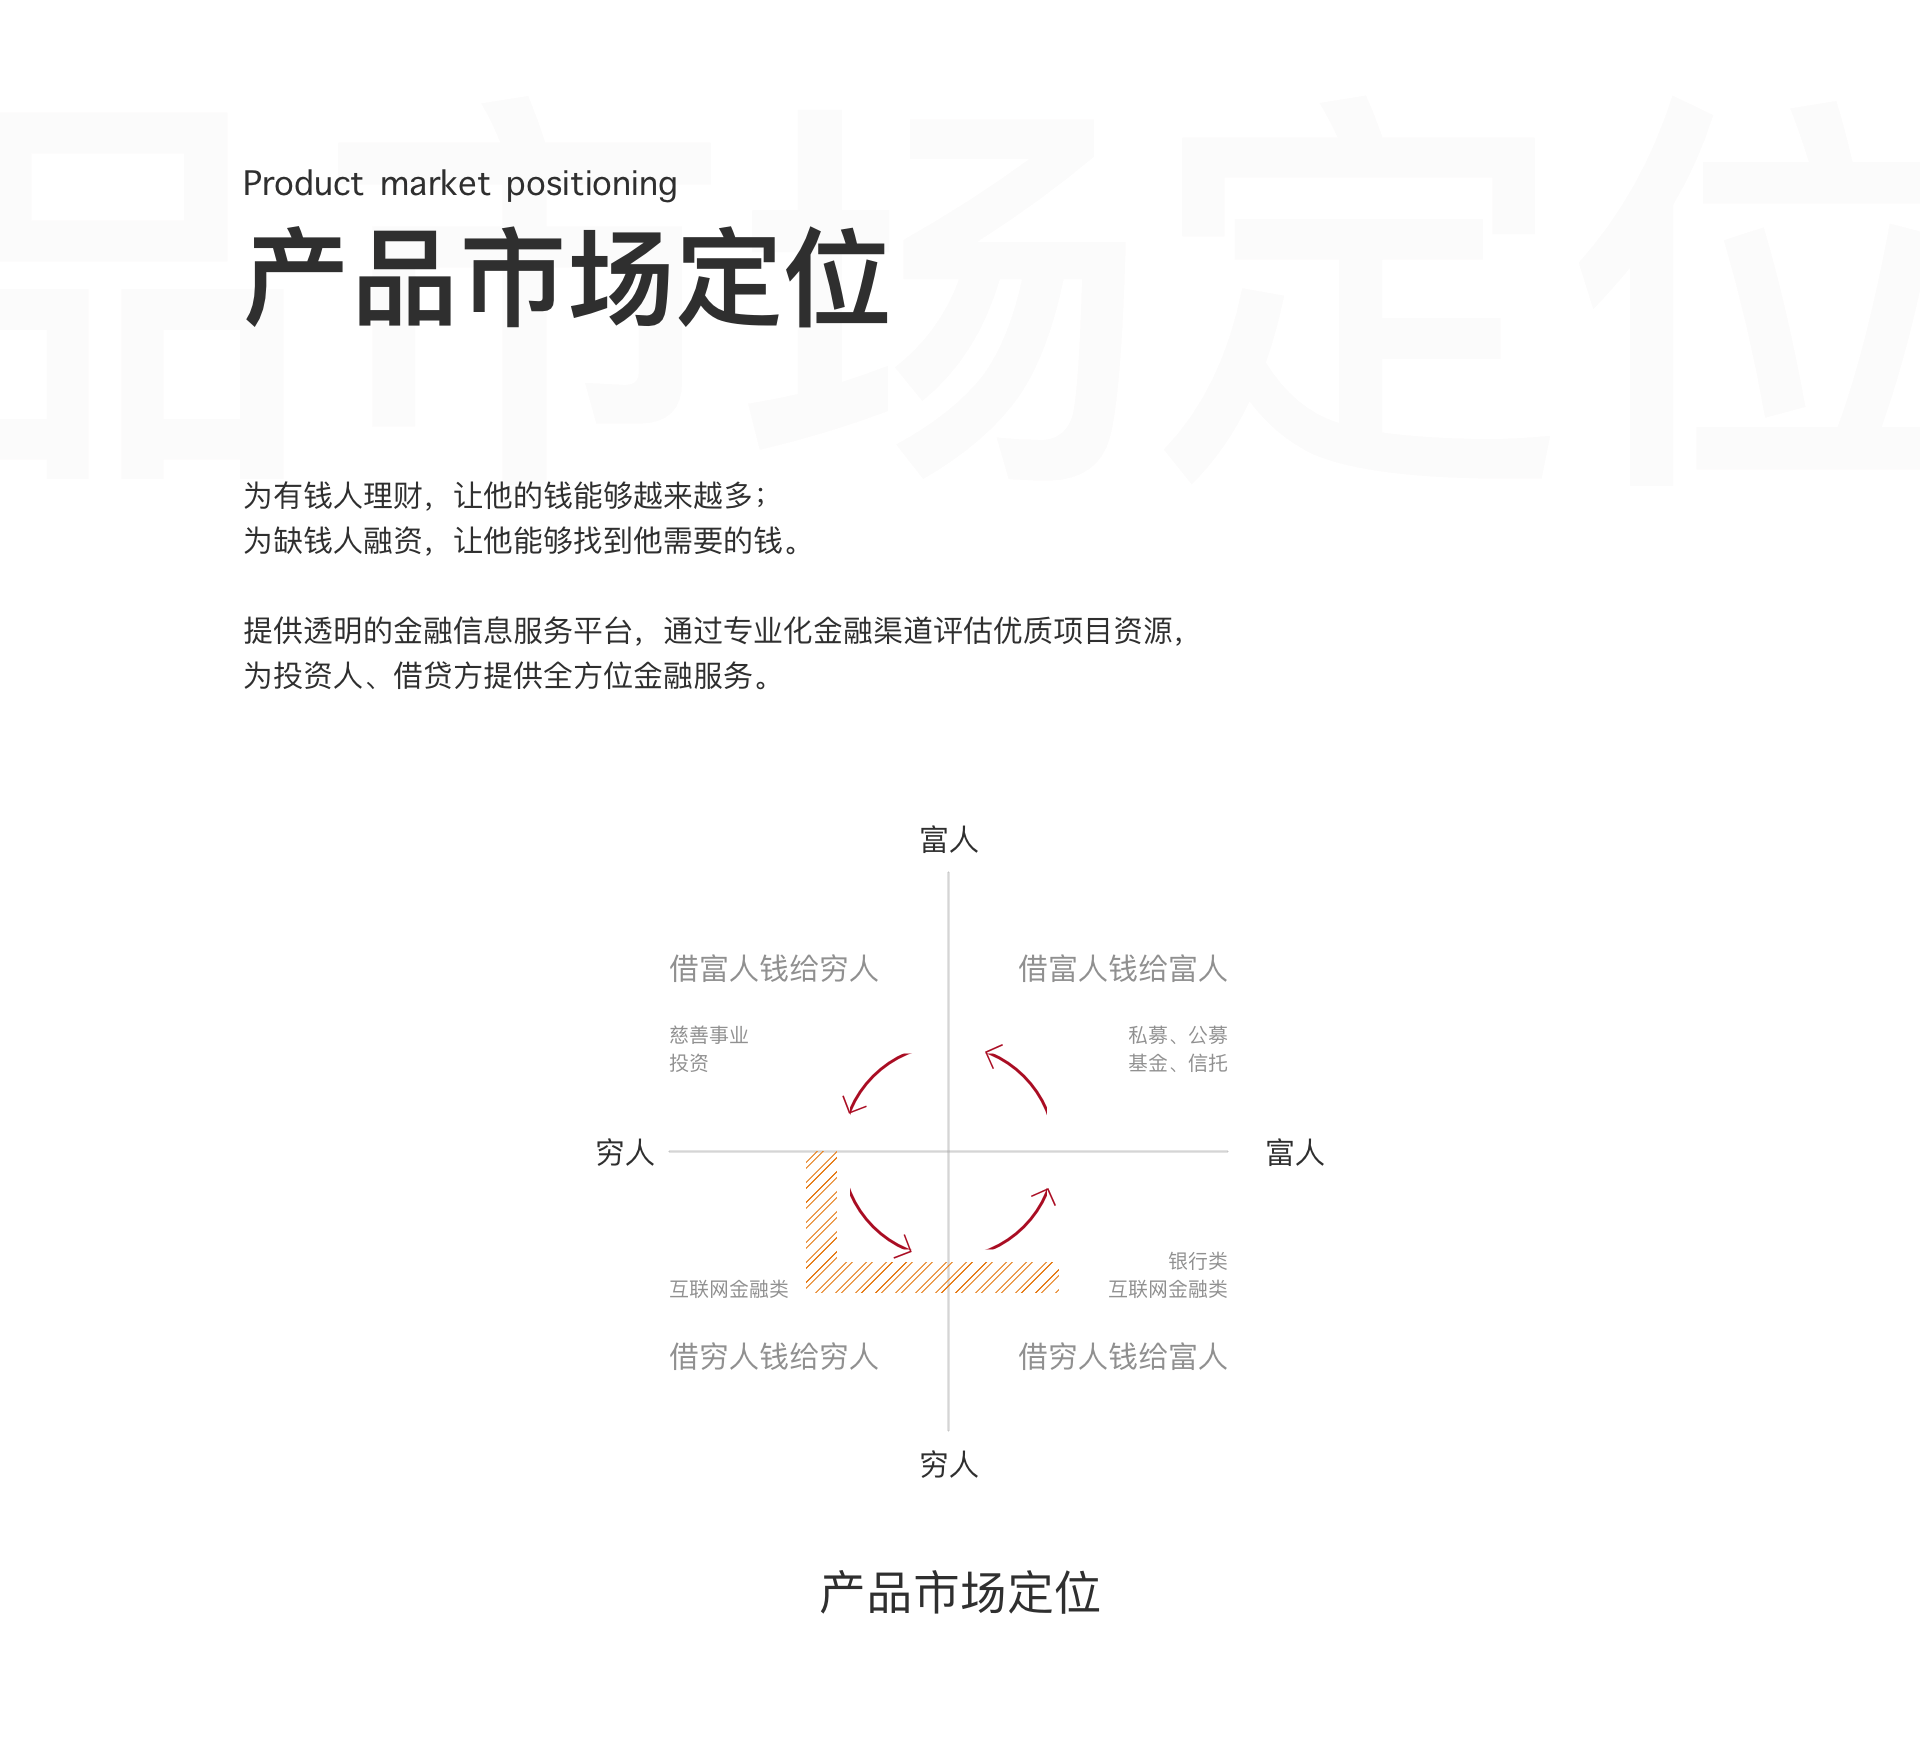 品市场定位
Product market positioning
产品市场定位
为有钱人理财，让他的钱能够越来越多；
为缺钱人融资，让他能够找到他需要的钱。
提供透明的金融信息服务平台，通过专业化金融渠道评估优质项目资源，
为投资人、借贷方提供全方位金融服务。
富人
借富人钱给穷人
借富人钱给富人
慈善事业
投资
私募、公募
基金、信托
穷人
富人
银行类
互联网金融类
互联网金融类
借穷人钱给穷人
借穷人钱给富人
穷人
产品市场定位